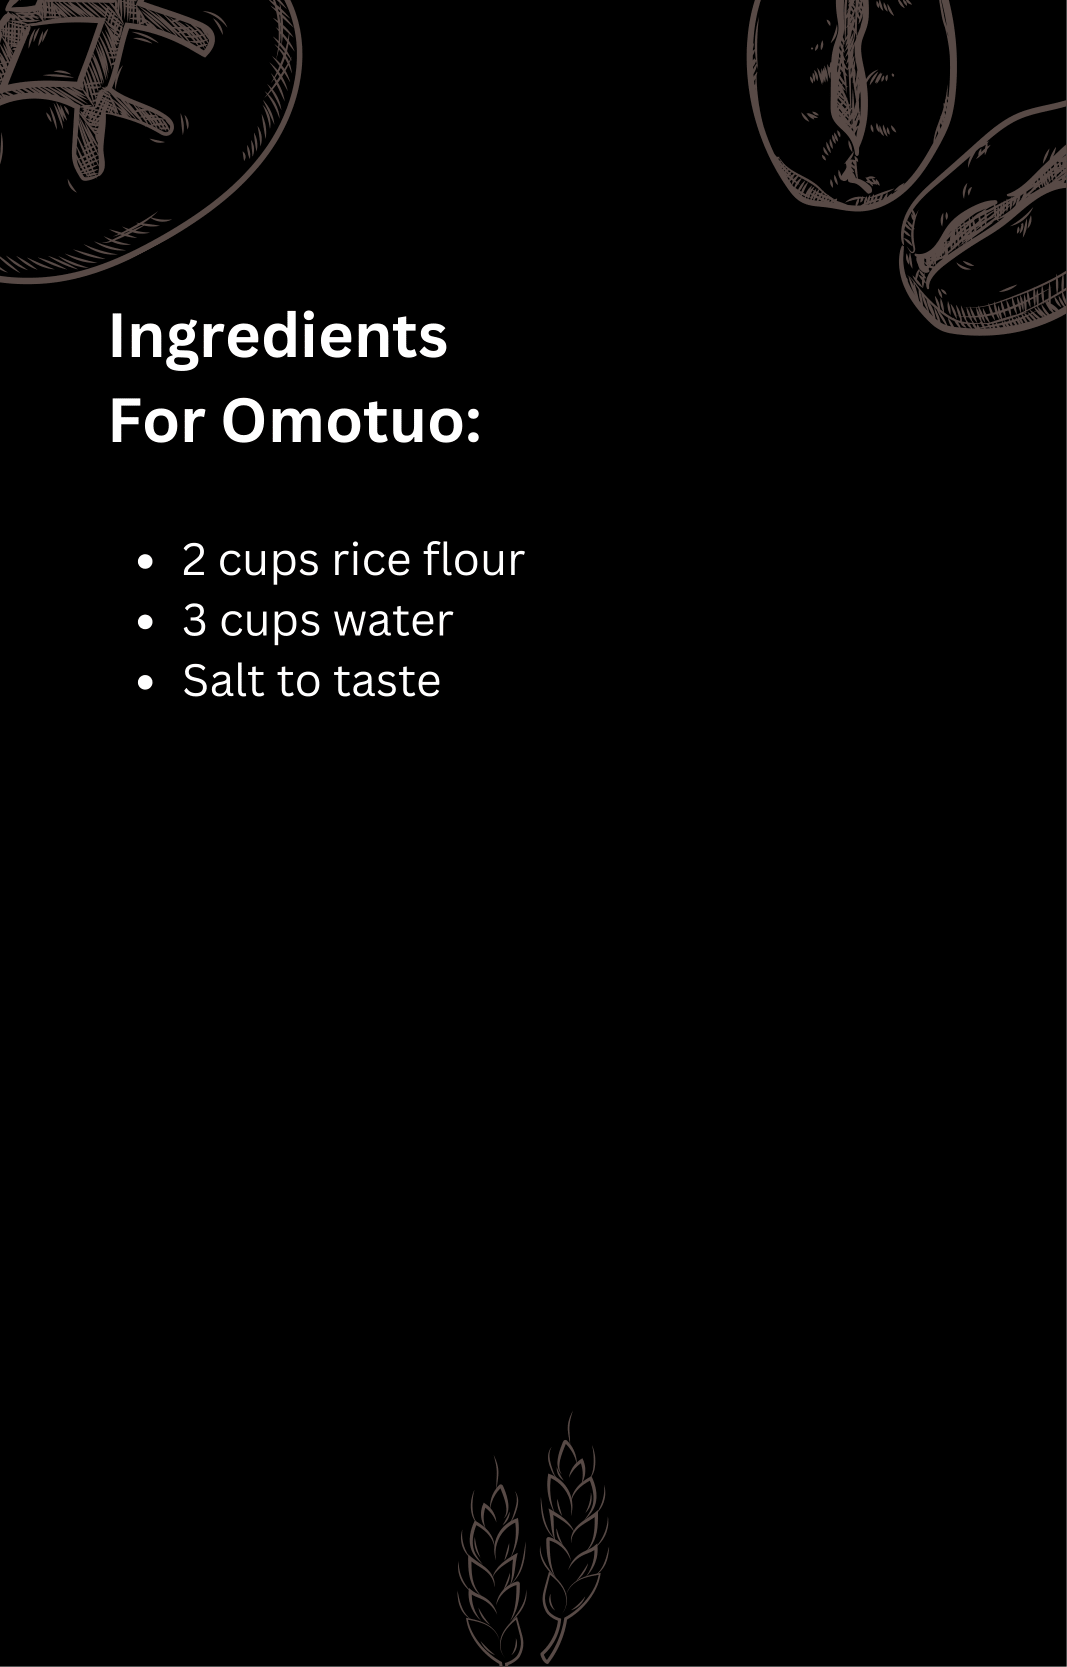 Ingredients
For Omotuo:
• 2 cups rice flour
• 3 cups water
• Salt to taste